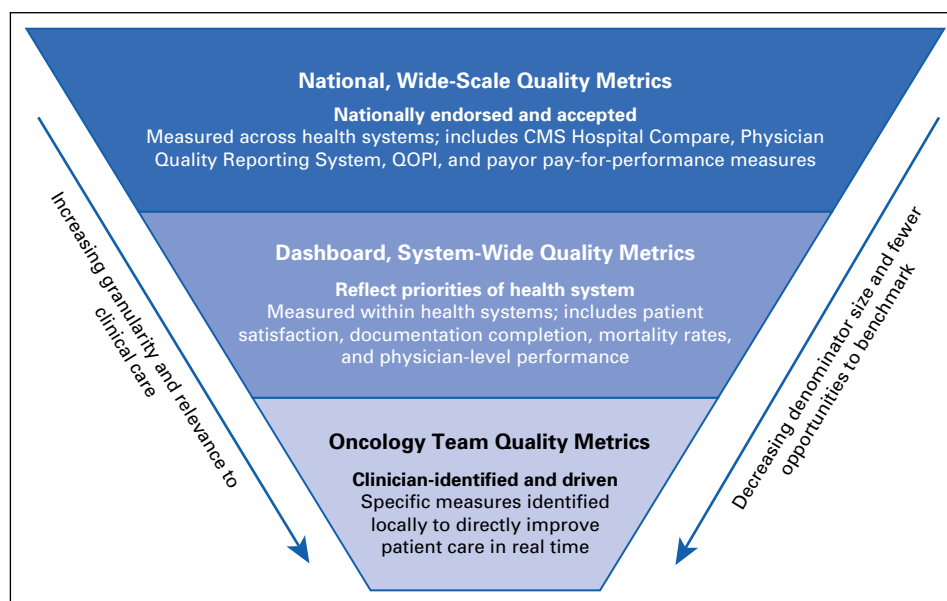 National, Wide-Scale Quality Metrics
Nationally endorsed and accepted
Measured across health systems; includes CMS Hospital Compare, Physician
Quality Reporting System, QOPI, and payor pay-for-performance measures
Dashboard, System-Wide Quality Metrics
Reflect priorities of health system
Measured within health systems; includes patient
satisfaction, documentation completion, mortality rates,
and physician-level performance
Oncology Team Quality Metrics
Clinician-identified and driven
Specific measures identified
locally to directly improve
patient care in real time
Increasing granularity and relevance to
clinical care
Decreasing denominator size and fewer
opportunities to benchmark